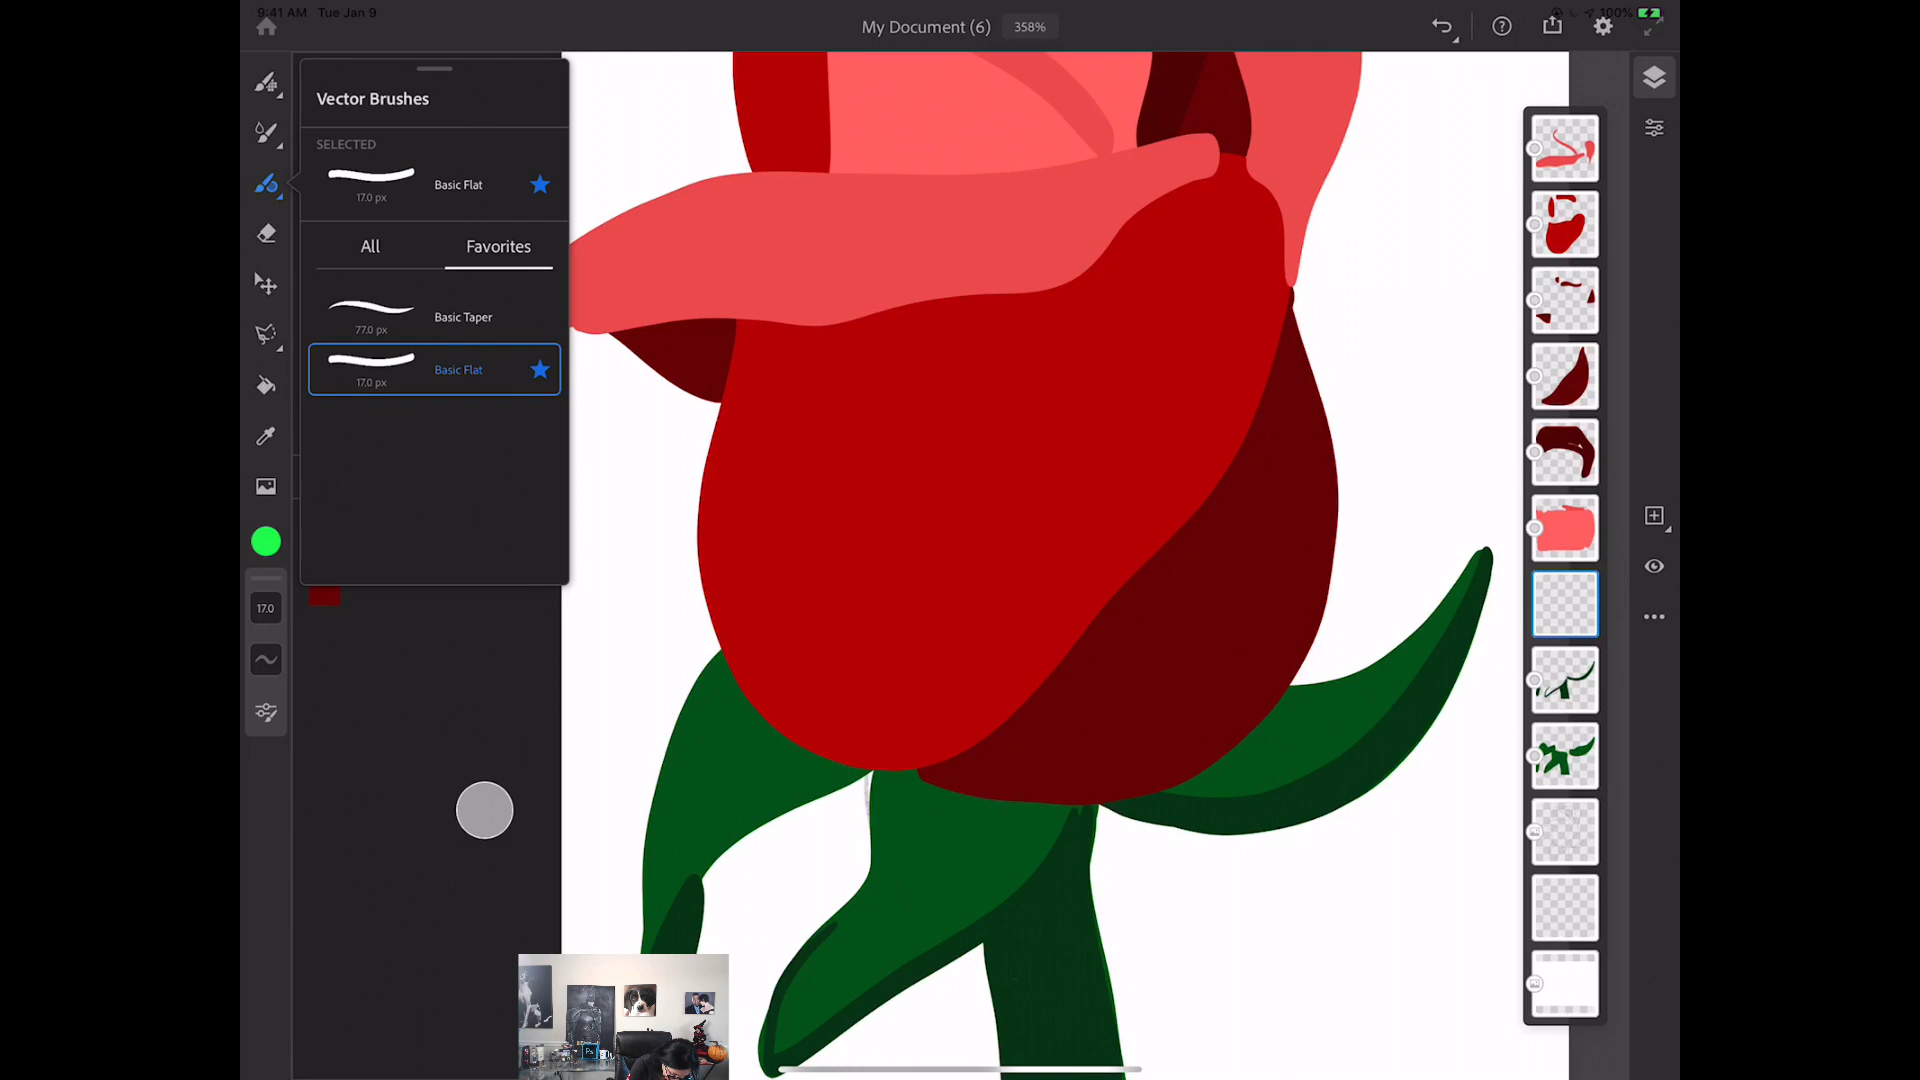 9:41 AM Tue Jan 9
100%
My Document (6) 358%
Vector Brushes
SELECTED
Basic Flat
17.0 px
All Favorites
Basic Taper
77.0 px
Basic Flat
17.0 px
17.0
Ps